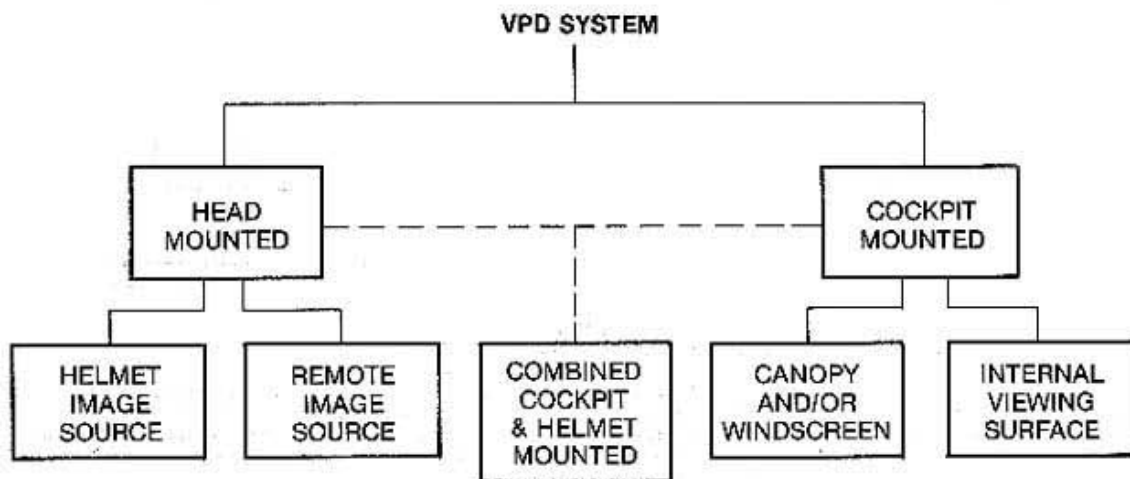 VPD SYSTEM
HEAD
MOUNTED
COCKPIT
MOUNTED
HELMET
IMAGE
SOURCE
REMOTE
IMAGE
SOURCE
COMBINED
COCKPIT
& HELMET
MOUNTED
CANOPY
AND/OR
WINDSCREEN
INTERNAL
VIEWING
SURFACE